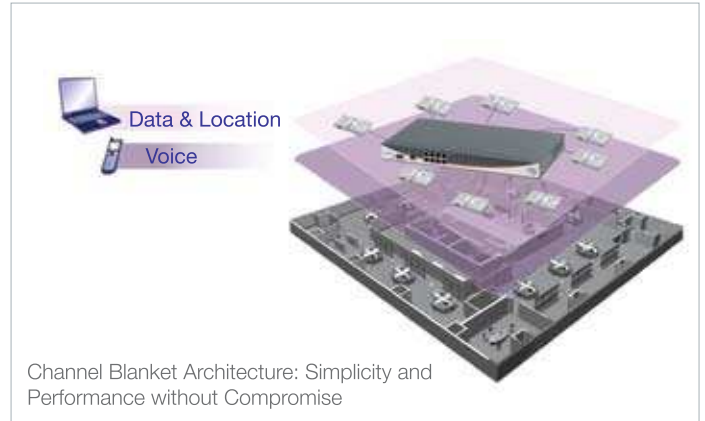 Data & Location
Voice
Channel Blanket Architecture: Simplicity and
Performance without Compromise